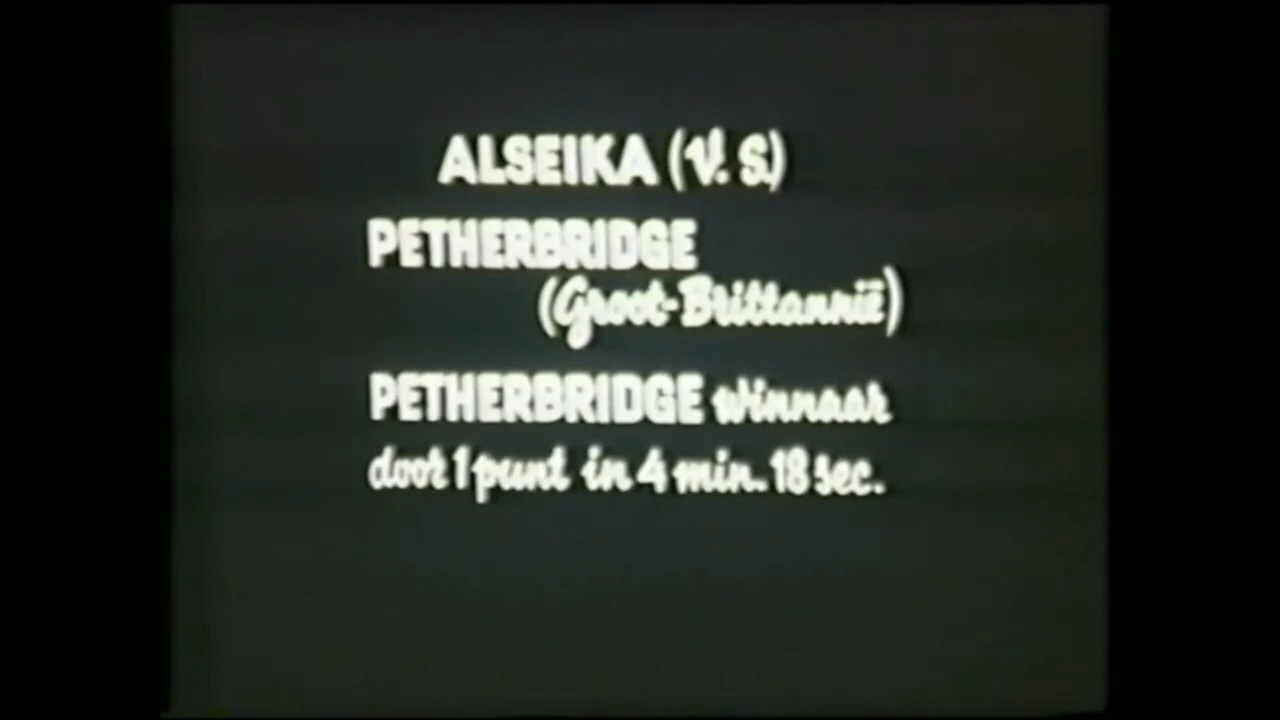 ALSEIKA (V. S.)
PETHERBRIDGE
(Groot-Brittannië)
PETHERBRIDGE winnaar
door 1 punt in 4 min. 18 sec.